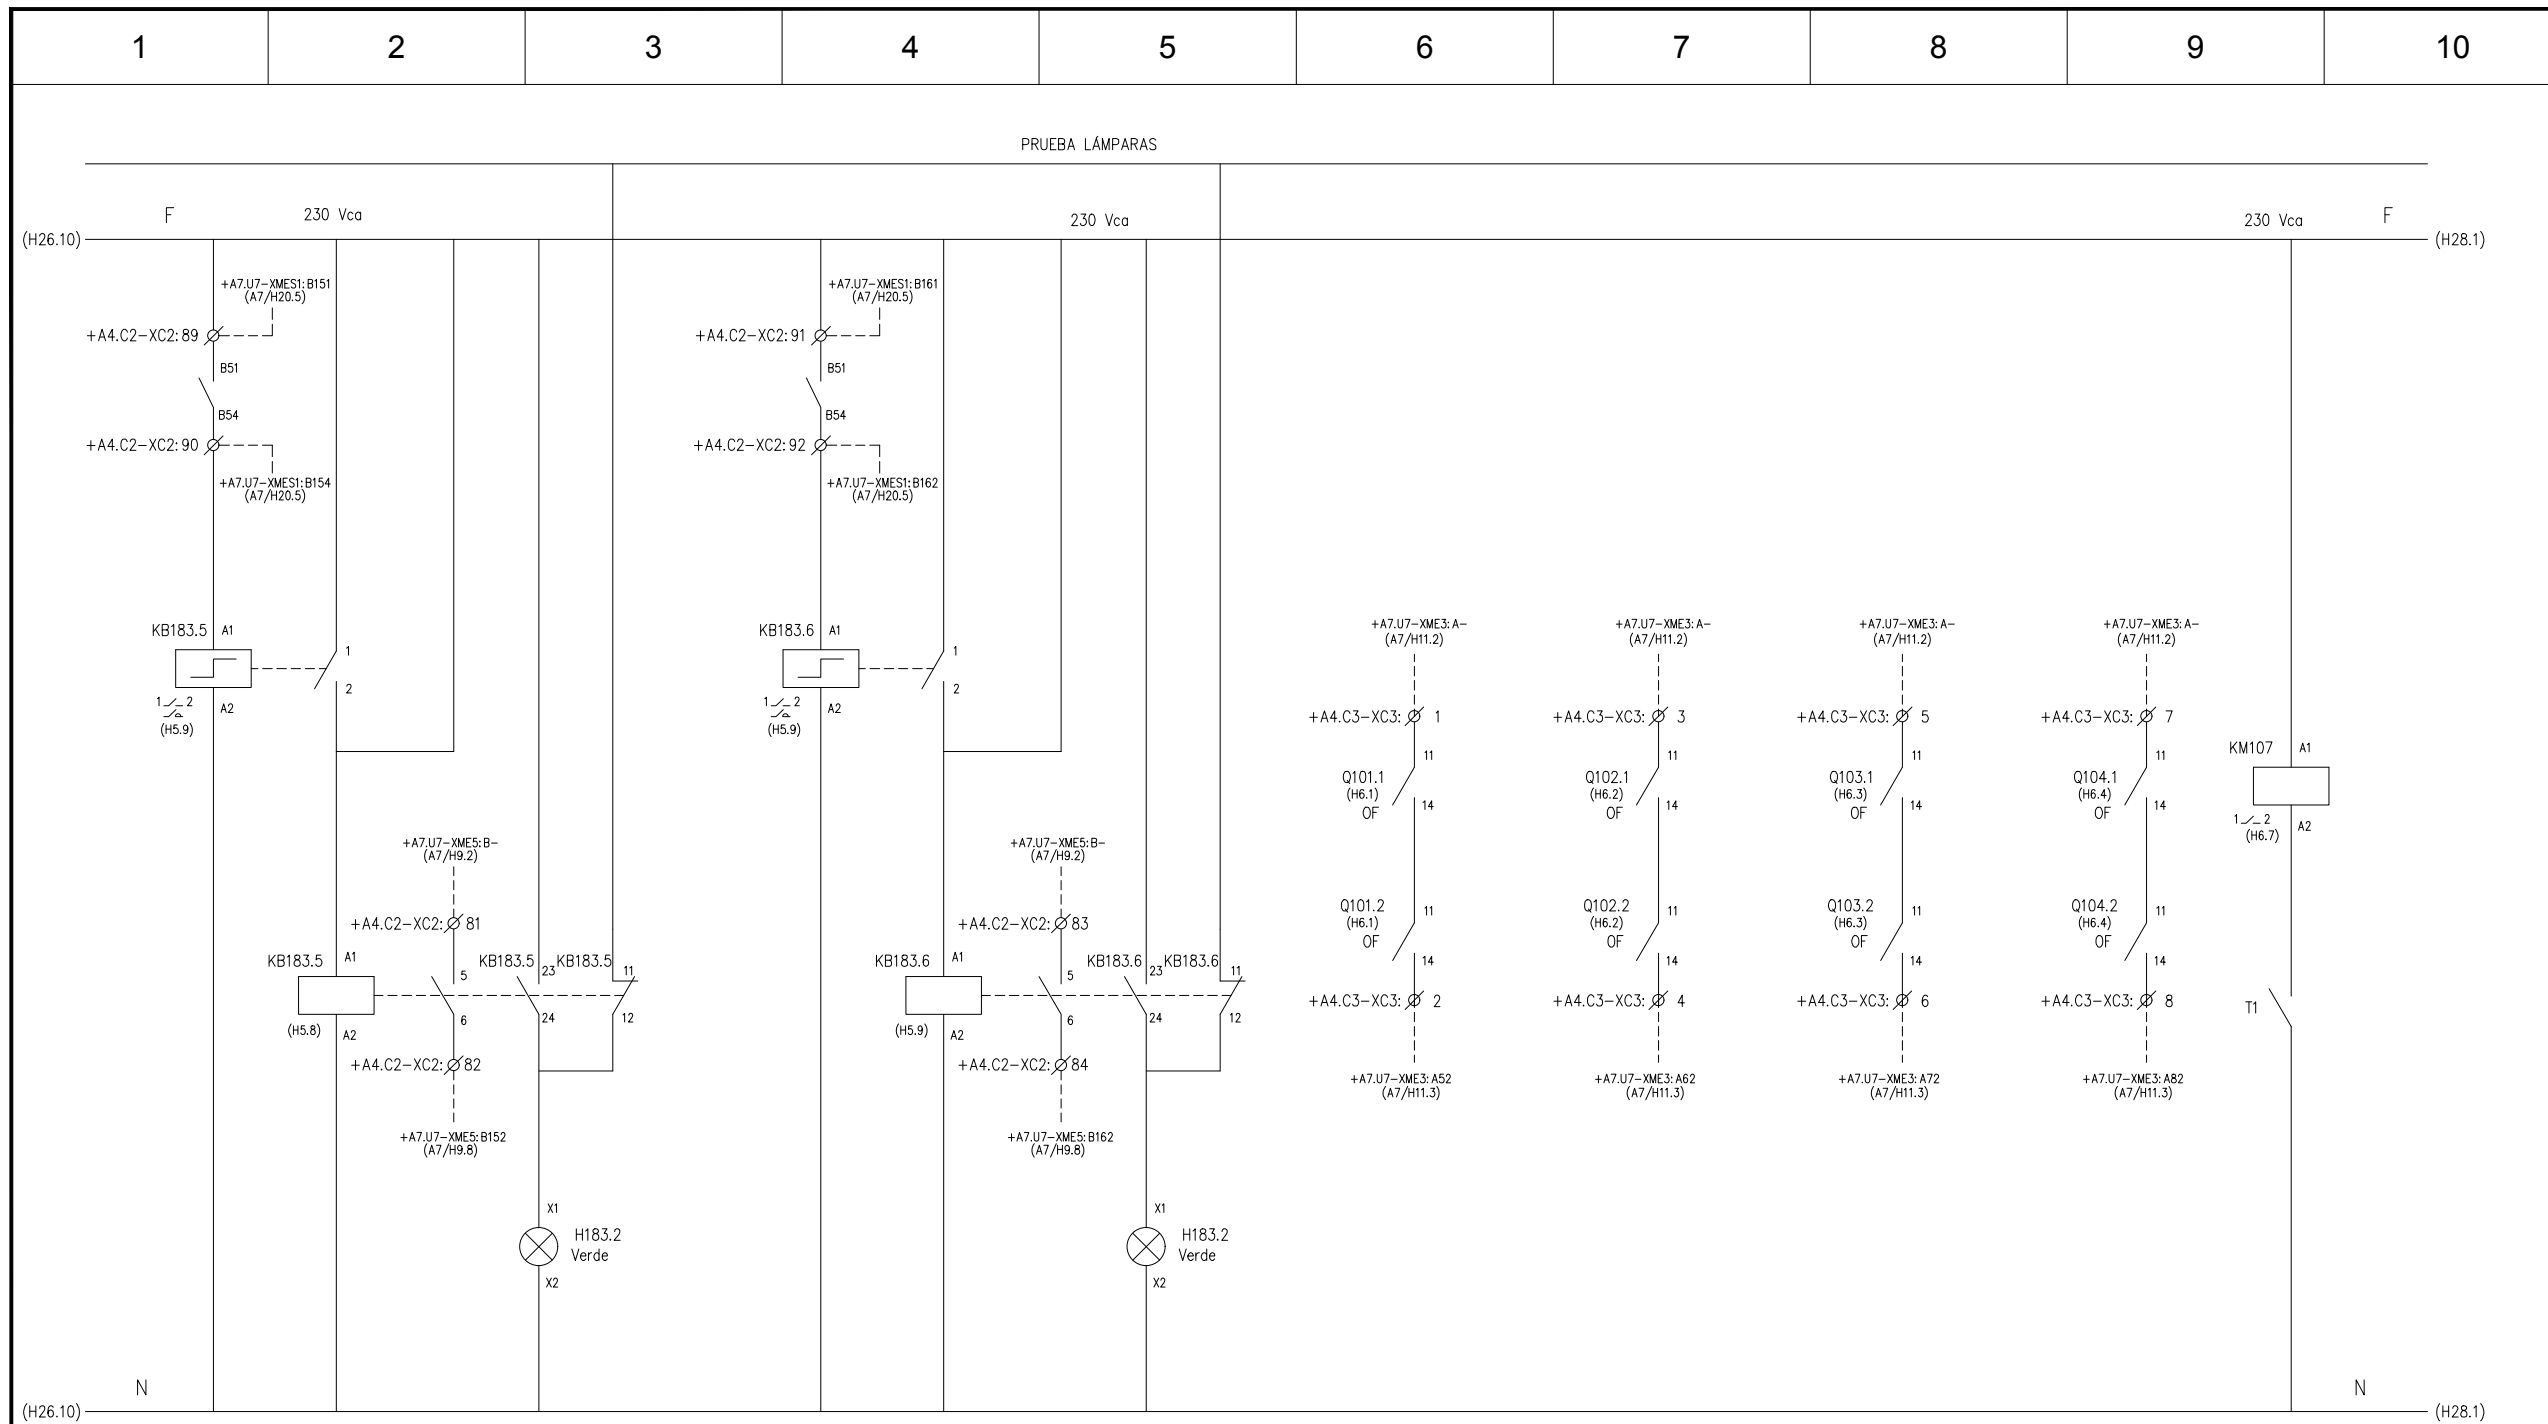 1 2 3 4 5 6 7 8 9 10
PRUEBA LÁMPARAS
F 230 Vca 230 Vca 230 Vca F
(H26.10) (H28.1)
+A7.U7-XMES1:B151 +A7.U7-XMES1:B161
(A7/H20.5) (A7/H20.5)
+A4.C2-XC2:89 +A4.C2-XC2:91
B51 B51
B54 B54
+A4.C2-XC2:90 +A4.C2-XC2:92
+A7.U7-XMES1:B154 +A7.U7-XMES1:B162
(A7/H20.5) (A7/H20.5)
+A7.U7-XME3:A- +A7.U7-XME3:A- +A7.U7-XME3:A- +A7.U7-XME3:A-
(A7/H11.2) (A7/H11.2) (A7/H11.2) (A7/H11.2)
KB183.5 A1 KB183.6 A1
1 1
2 2
1 2 A2 1 2 A2
(H5.9) (H5.9)
+A4.C3-XC3: 1 +A4.C3-XC3: 3 +A4.C3-XC3: 5 +A4.C3-XC3: 7
KM107 A1
11 11 11 11
Q101.1 Q102.1 Q103.1 Q104.1
(H6.1) (H6.2) (H6.3) (H6.4)
14 14 14 14
OF OF OF OF
1 2 A2
(H6.7)
+A7.U7-XME5:B- +A7.U7-XME5:B-
(A7/H9.2) (A7/H9.2)
Q101.2 11 Q102.2 11 Q103.2 11 Q104.2 11
(H6.1) (H6.2) (H6.3) (H6.4)
+A4.C2-XC2: 81 +A4.C2-XC2: 83
OF OF OF OF
14 14 14 14
KB183.5 A1 KB183.5 KB183.5 KB183.6 A1 KB183.6 KB183.6
5 23 11 5 23 11
+A4.C3-XC3: 2 +A4.C3-XC3: 4 +A4.C3-XC3: 6 +A4.C3-XC3: 8
T1
6 24 12 6 24 12
(H5.8) A2 (H5.9) A2
+A4.C2-XC2: 82 +A4.C2-XC2: 84
+A7.U7-XME3:A52 +A7.U7-XME3:A62 +A7.U7-XME3:A72 +A7.U7-XME3:A82
(A7/H11.3) (A7/H11.3) (A7/H11.3) (A7/H11.3)
+A7.U7-XME5:B152 +A7.U7-XME5:B162
(A7/H9.8) (A7/H9.8)
X1 X1
H183.2 H183.2
Verde Verde
X2 X2
N N
(H26.10) (H28.1)